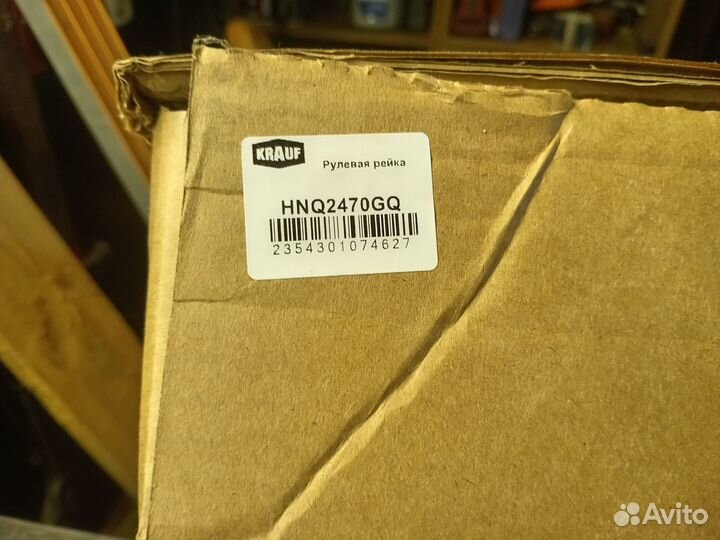 KRAUF
Рулевая рейка
HNQ2470GQ
2354301074627
Avito